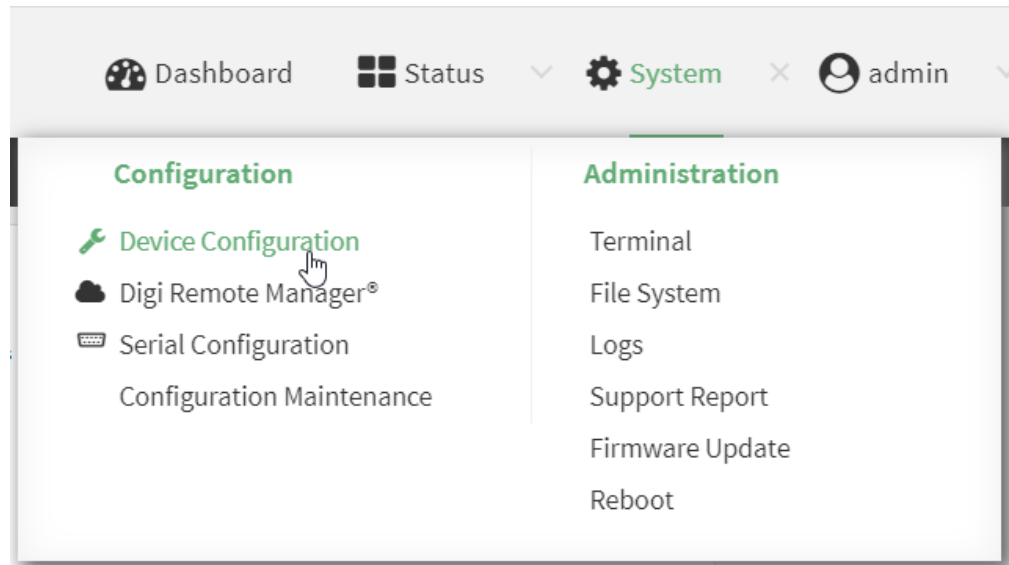 Dashboard Status System admin
Configuration
Device Configuration
Digi Remote Manager®
Serial Configuration
Configuration Maintenance
Administration
Terminal
File System
Logs
Support Report
Firmware Update
Reboot